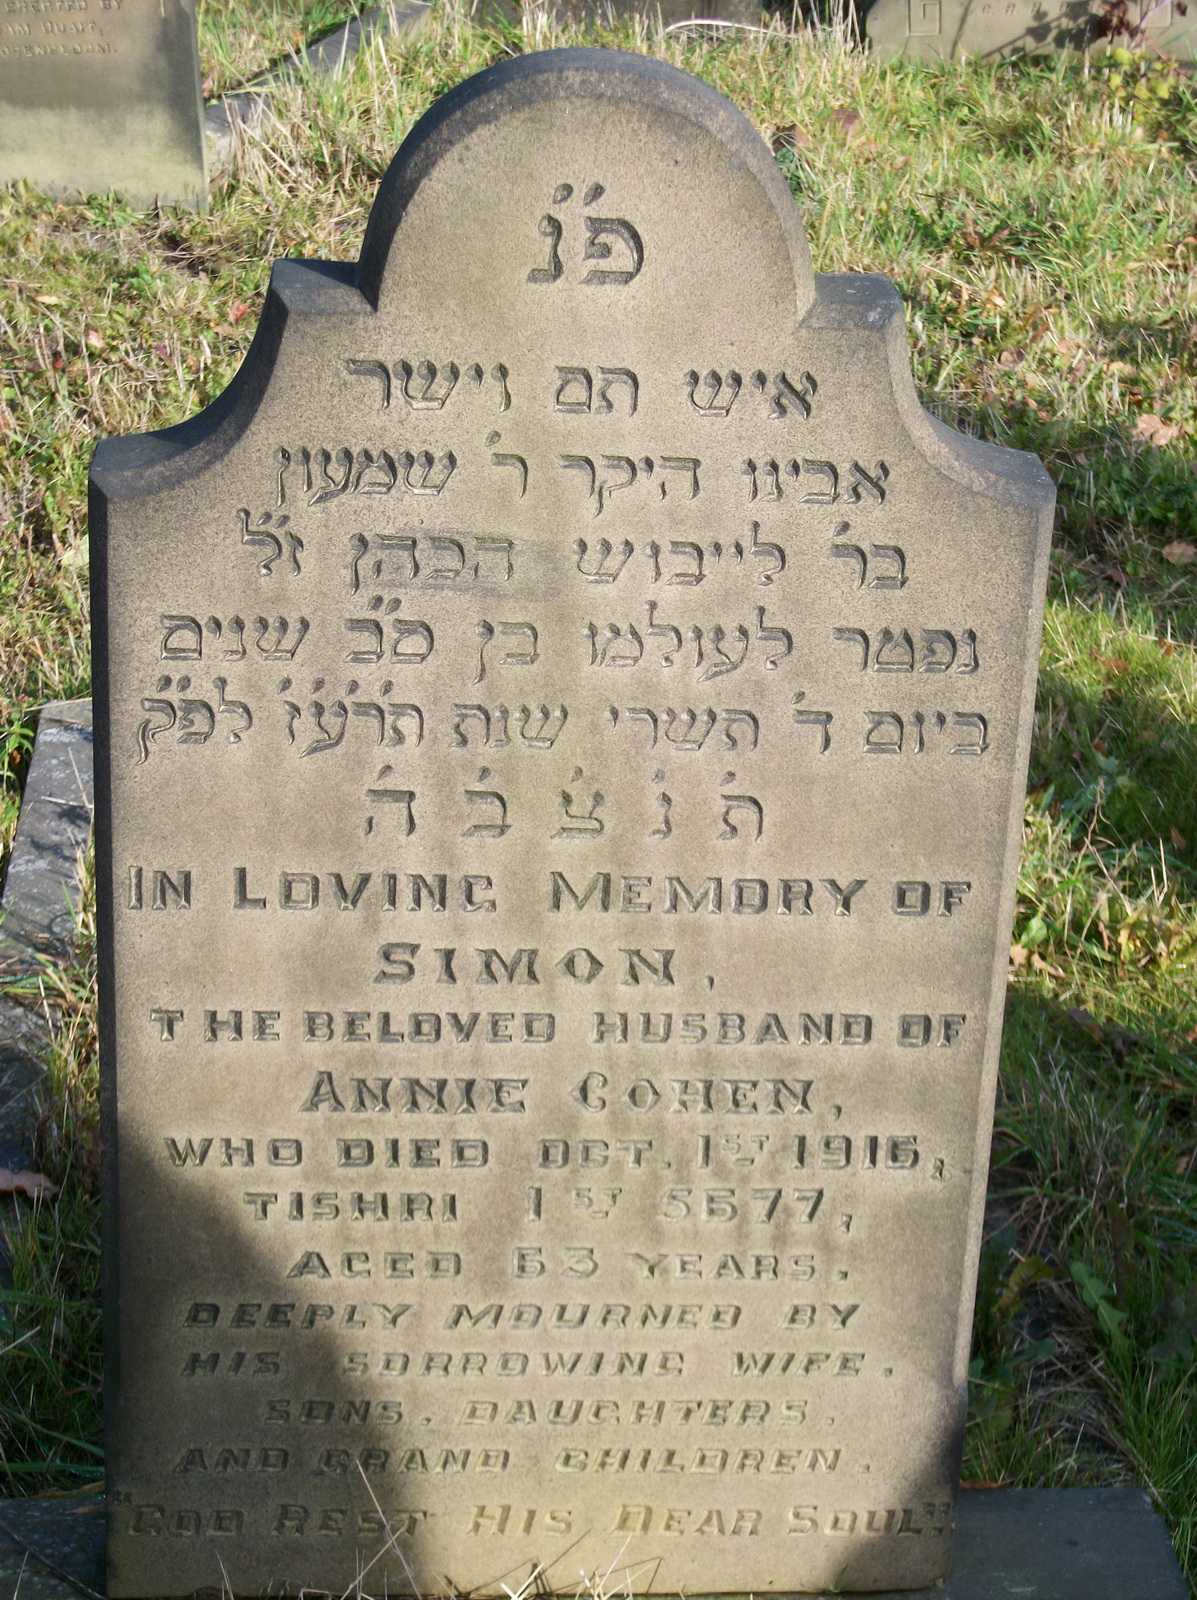 ERECTED BY
פ״נ
איש תם וישר
אבינו היקר ר׳ שמעון
בר׳ לייבוש הכהן ז״ל
נפטר לעולמו בן ס״ב שנים
ביום ד׳ תשרי שנת ת׳ר׳ע׳ז׳ לפ״ק
ת׳ נ׳ צ׳ ב׳ ה׳
IN LOVING MEMORY OF
SIMON,
THE BELOVED HUSBAND OF
ANNIE COHEN,
WHO DIED OCT. 1ST 1916,
TISHRI 1ST 5677,
AGED 63 YEARS.
DEEPLY MOURNED BY
HIS SORROWING WIFE.
SONS. DAUGHTERS.
AND GRAND CHILDREN.
"GOD REST HIS DEAR SOUL".